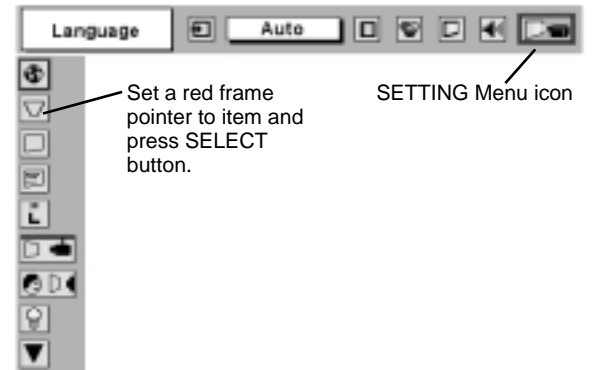 Language
Auto
Set a red frame
pointer to item and
press SELECT
button.
SETTING Menu icon